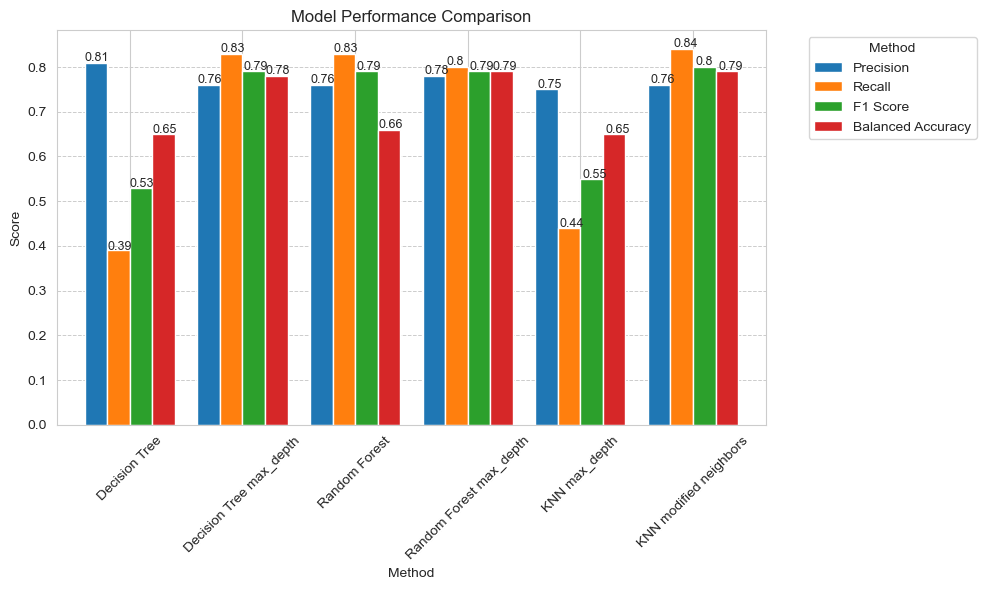 Model Performance Comparison
Method
Precision
Recall
F1 Score
Balanced Accuracy
Score
0.8
0.7
0.6
0.5
0.4
0.3
0.2
0.1
0.0
0.81
0.39
0.53
0.65
0.76
0.83
0.79
0.78
0.76
0.83
0.79
0.66
0.78
0.8
0.79
0.79
0.75
0.44
0.55
0.65
0.76
0.84
0.8
0.79
Decision Tree
Decision Tree max_depth
Random Forest
Random Forest max_depth
KNN max_depth
KNN modified neighbors
Method